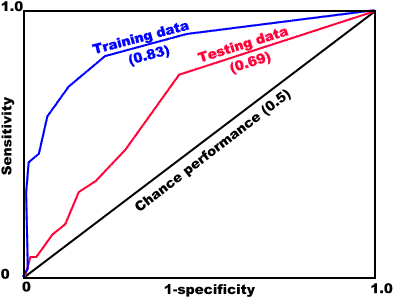 1.0
Training data
(0.83)
Testing data
(0.69)
Chance performance (0.5)
Sensitivity
0
0
1-specificity
1.0